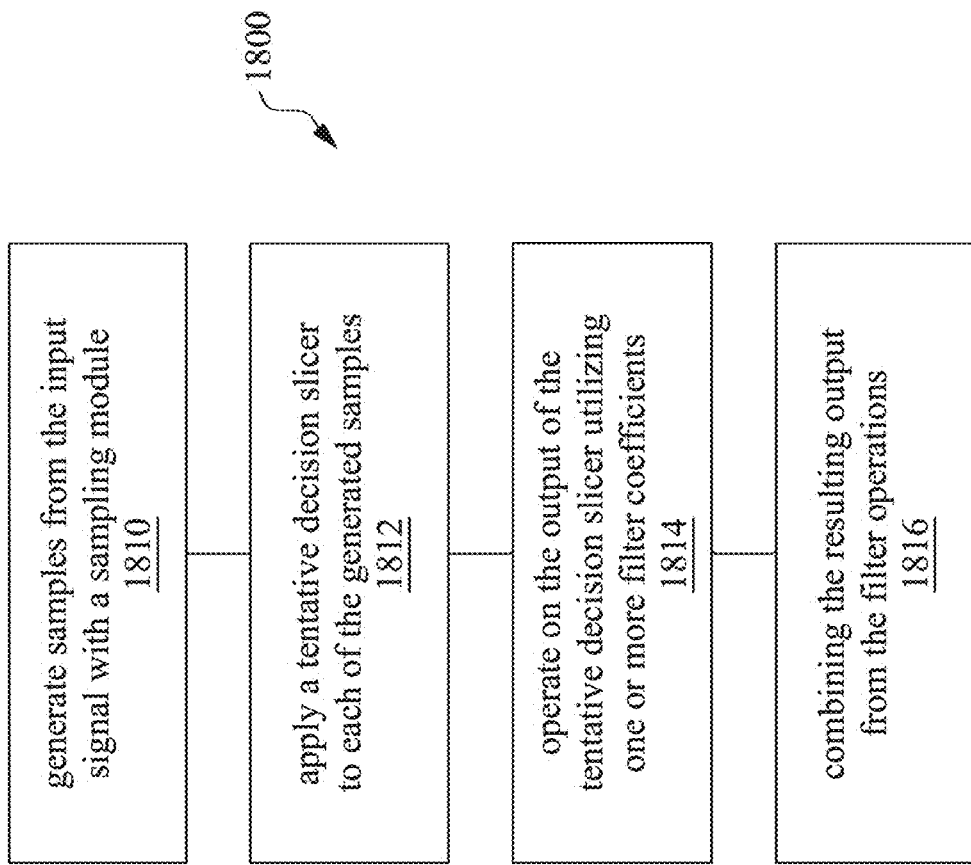 1800
generate samples from the input
signal with a sampling module
1810
apply a tentative decision slicer
to each of the generated samples
1812
operate on the output of the
tentative decision slicer utilizing
one or more filter coefficients
1814
combining the resulting output
from the filter operations
1816